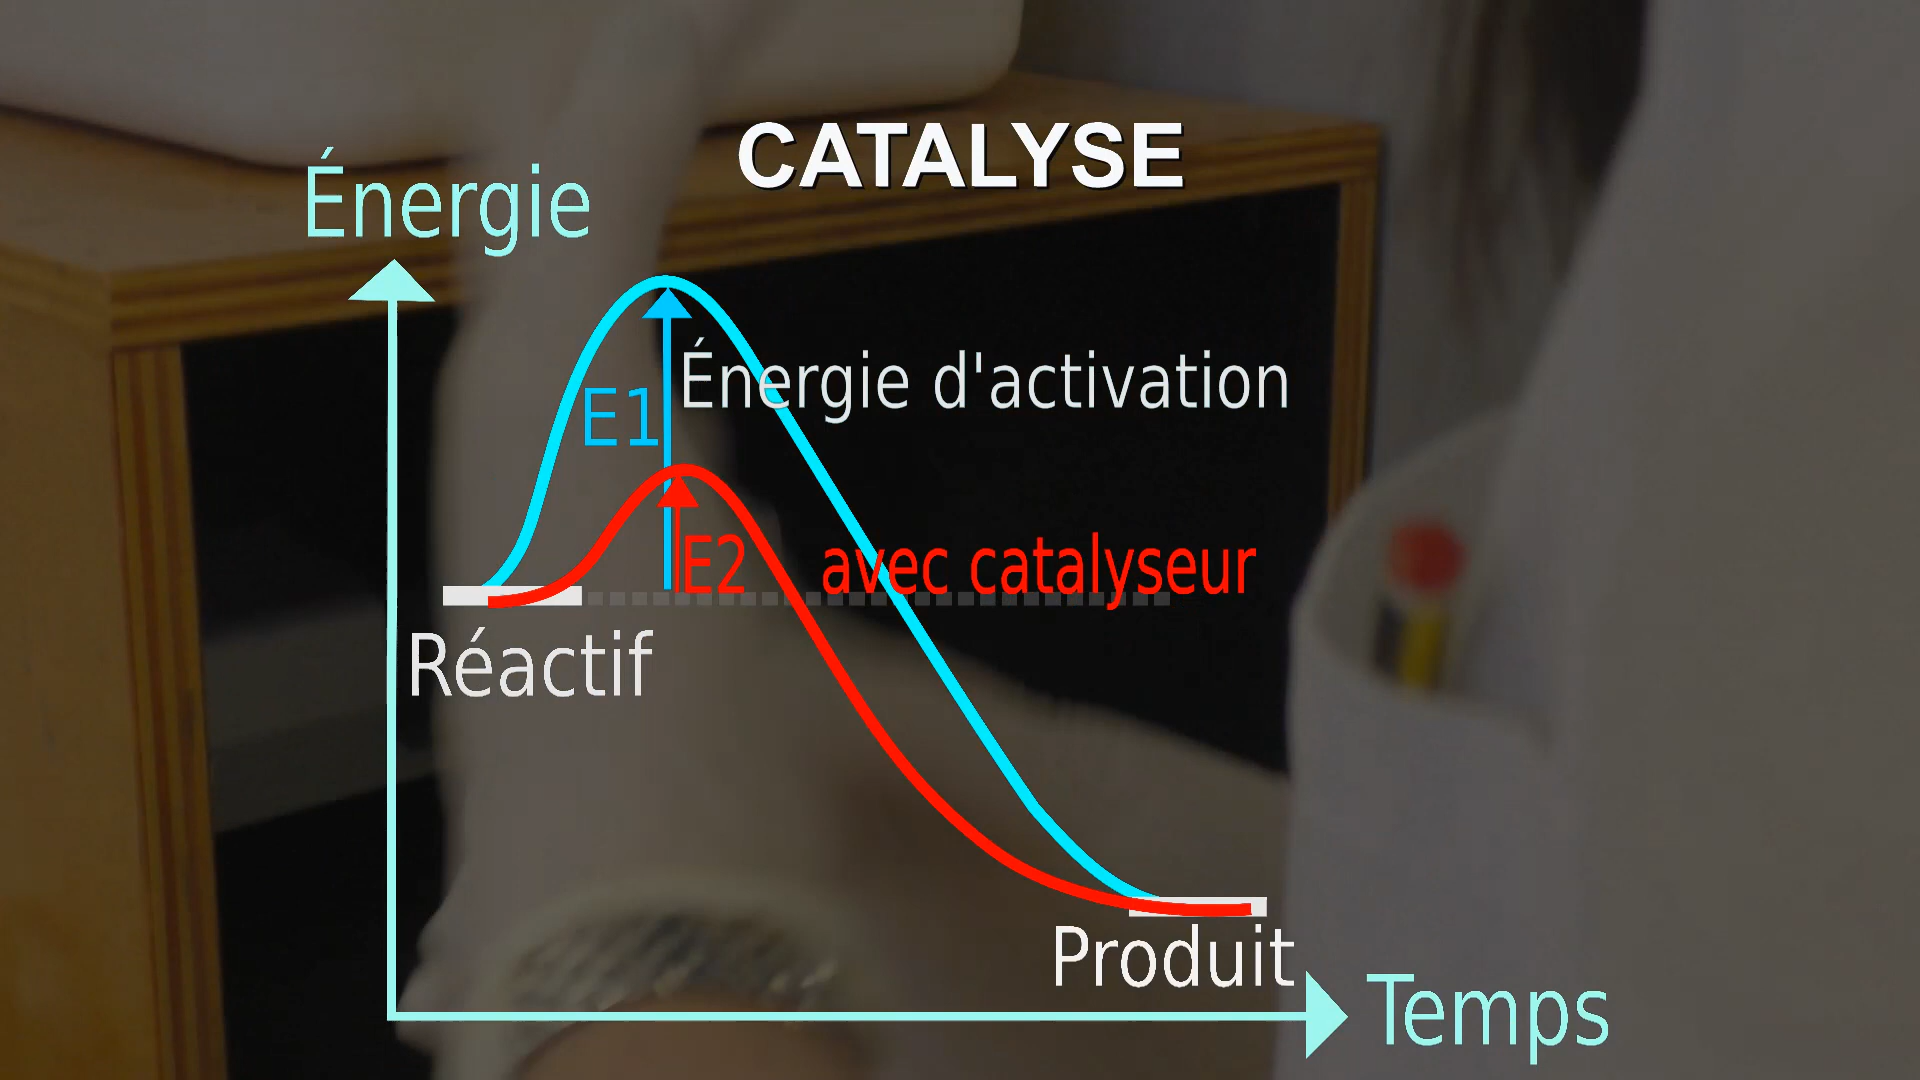 CATALYSE
Énergie
Énergie d'activation
E1
E2
avec catalyseur
Réactif
Produit
Temps